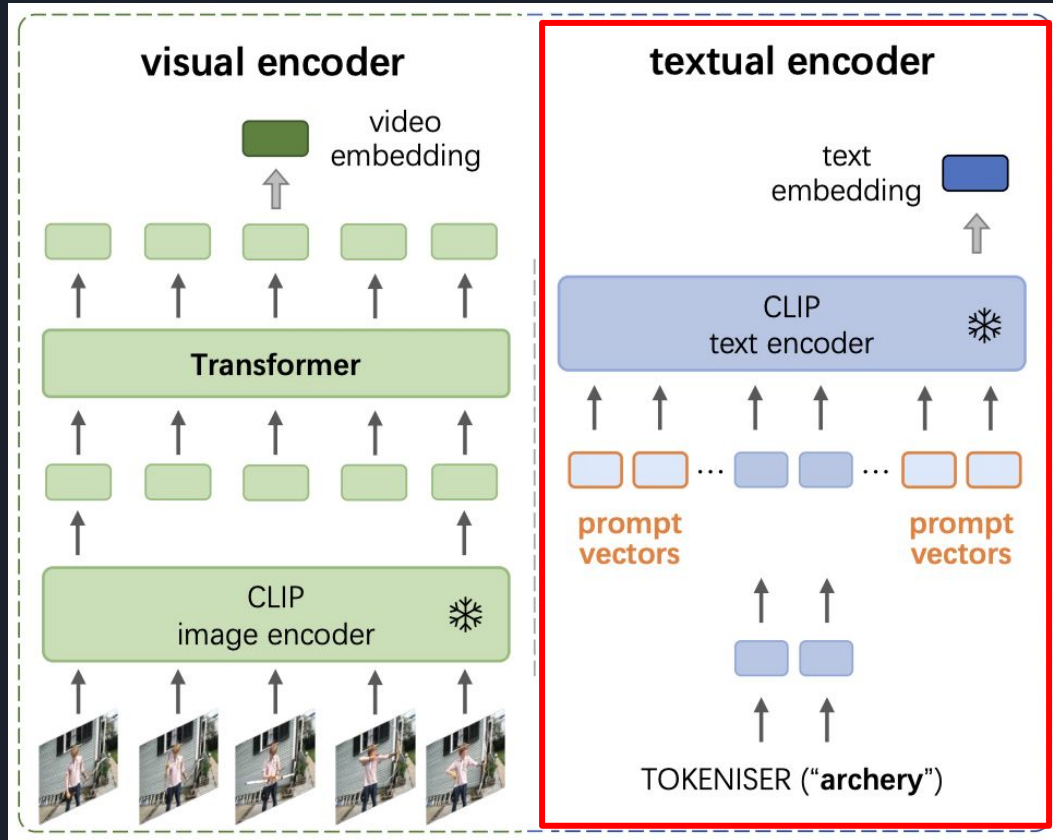 visual encoder
video
embedding
Transformer
CLIP
image encoder
textual encoder
text
embedding
CLIP
text encoder
... ...
prompt
vectors
prompt
vectors
TOKENISER (“archery”)